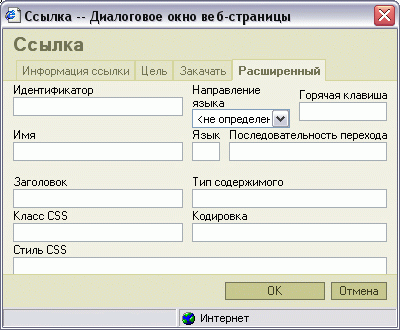 Ссылка -- Диалоговое окно веб-страницы
Ссылка
Информация ссылки Цель Закачать Расширенный
Идентификатор Направление языка Горячая клавиша
<не определен
Имя Язык Последовательность перехода
Заголовок Тип содержимого
Класс CSS Кодировка
Стиль CSS
OK Отмена
Интернет